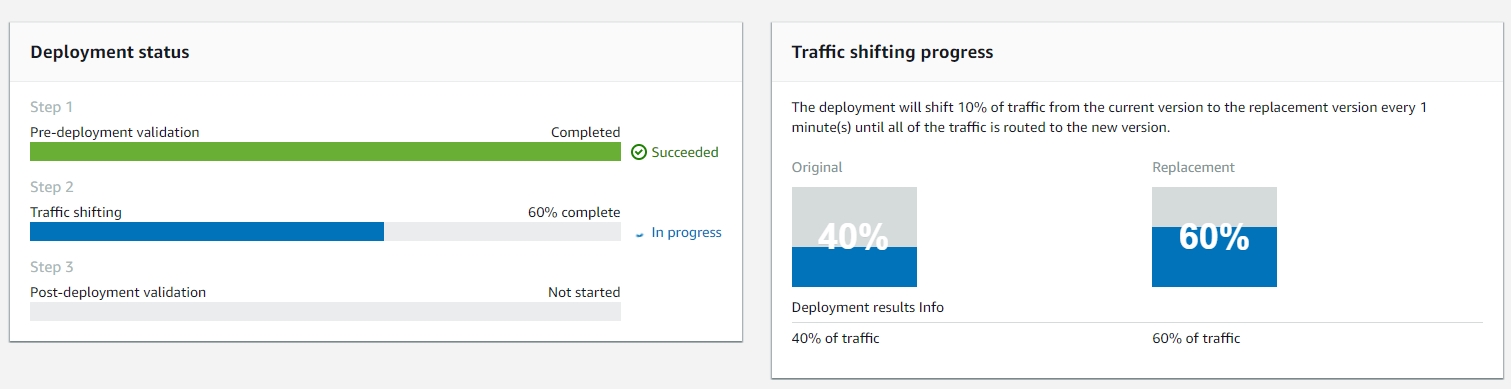 Deployment status
Step 1
Pre-deployment validation Completed
Succeeded
Step 2
Traffic shifting 60% complete
In progress
Step 3
Post-deployment validation Not started
Traffic shifting progress
The deployment will shift 10% of traffic from the current version to the replacement version every 1
minute(s) until all of the traffic is routed to the new version.
Original Replacement
40% 60%
Deployment results Info
40% of traffic 60% of traffic